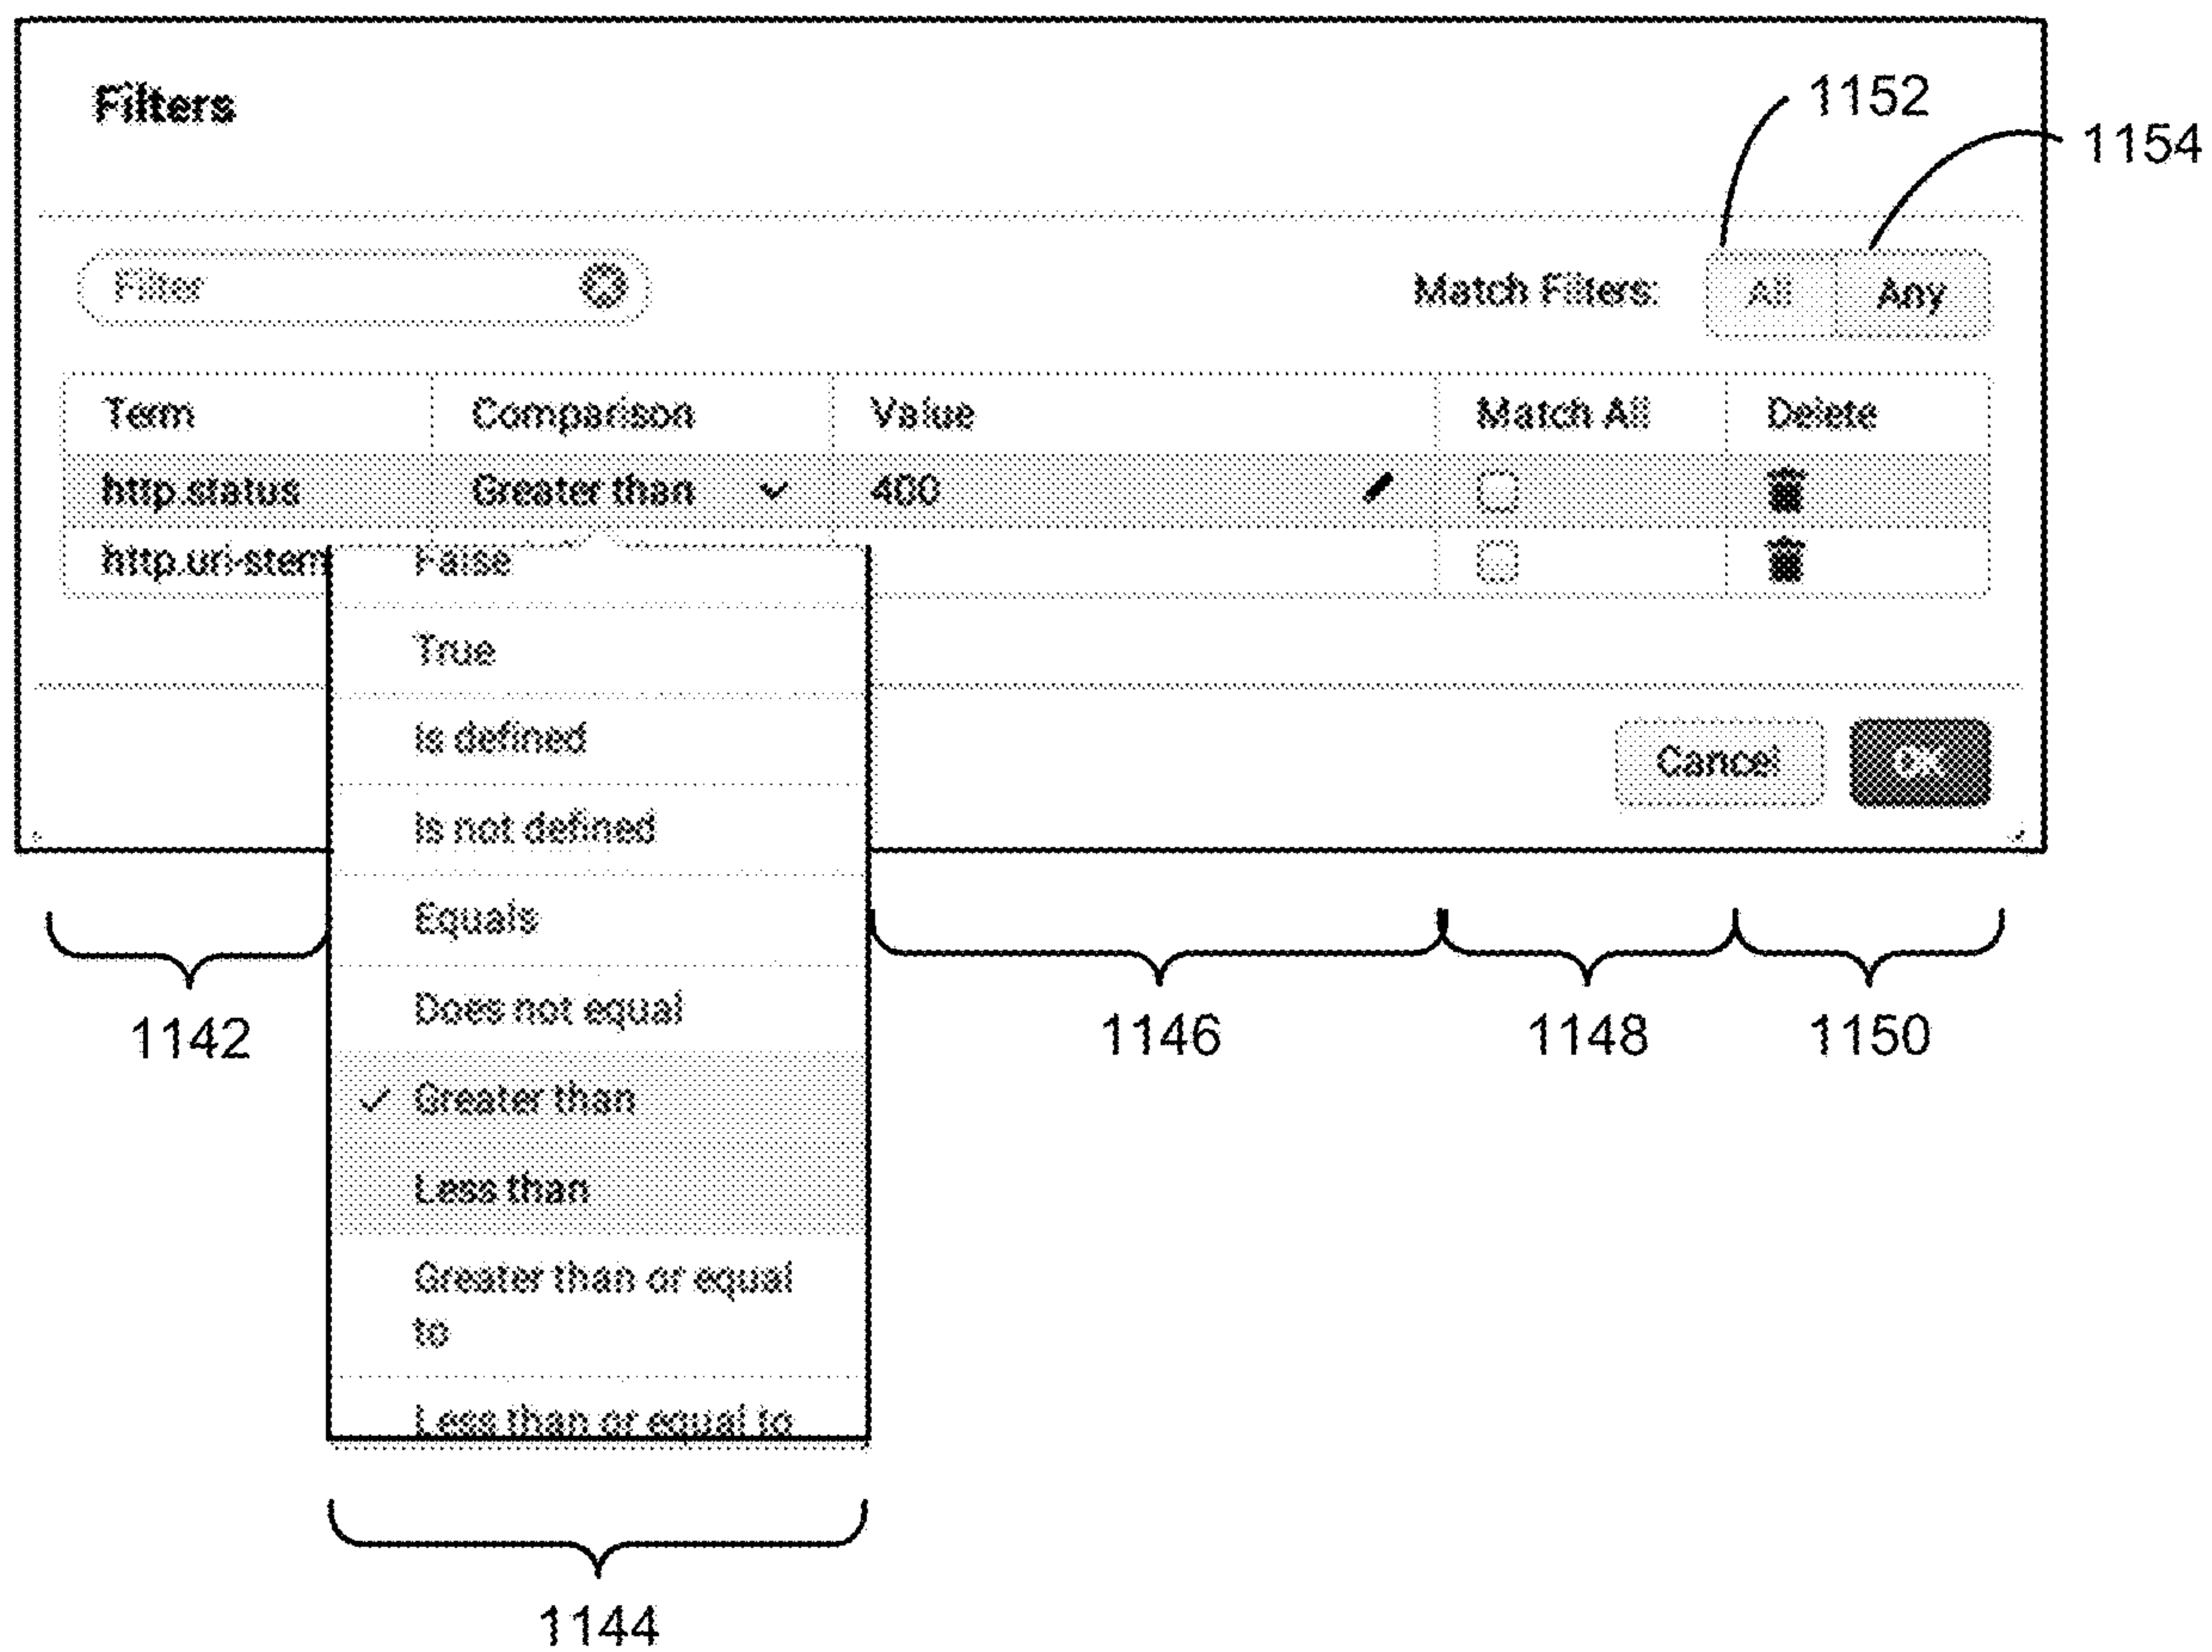 Filters
1152
1154
Filter
Match Filters: All Any
Term Comparison Value Match All Delete
http.status Greater than 400
http.uri-stem
False
True
Is defined
Is not defined
Cancel OK
Equals
Does not equal
Greater than
Less than
Greater than or equal
to
Less than or equal to
1142 1146 1148 1150
1144